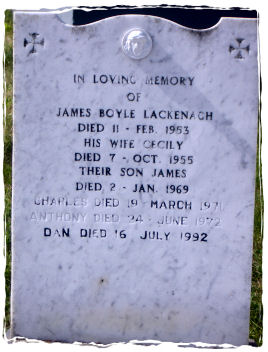 IN LOVING MEMORY
OF
JAMES BOYLE LACKENAGH
DIED 11 - FEB. 1953
HIS WIFE CECILY
DIED 7 - OCT. 1955
THEIR SON JAMES
DIED 2 - JAN. 1969
CHARLES DIED 19 - MARCH 1971
ANTHONY DIED 24 - JUNE 1972
DAN DIED 16 JULY 1992